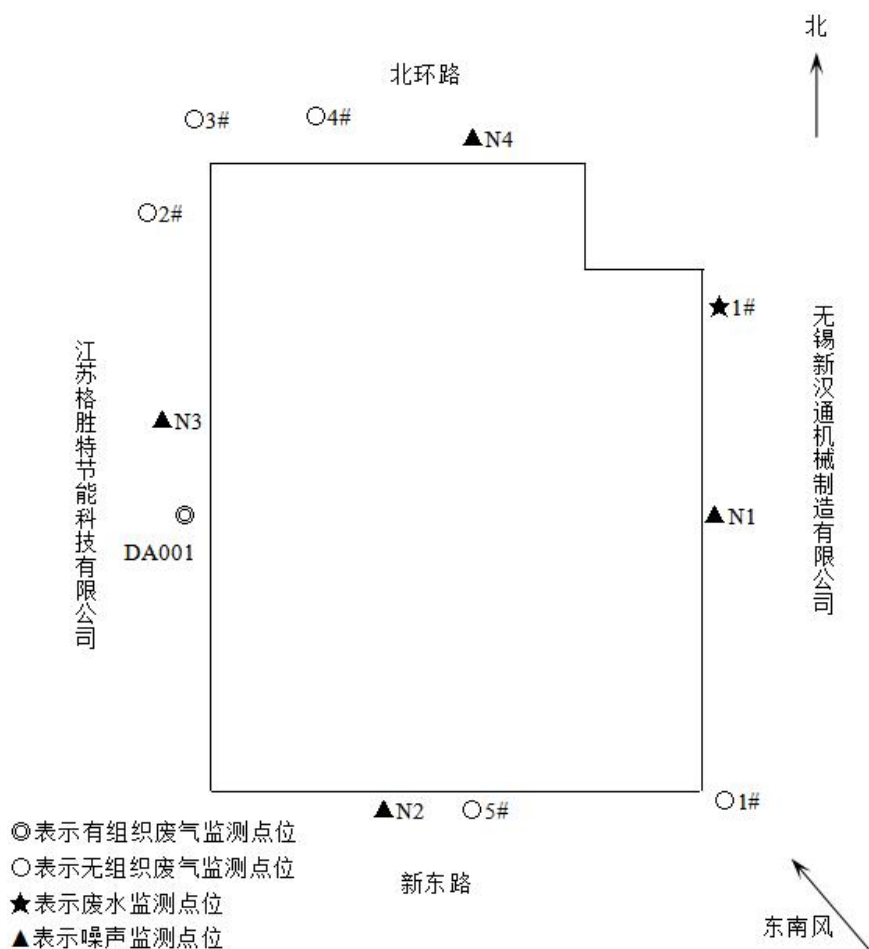 北
北环路
3#
4#
N4
2#
1#
江苏格胜特节能科技有限公司
无锡新汉通机械制造有限公司
N3
N1
DA001
N2
5#
1#
◎表示有组织废气监测点位
○表示无组织废气监测点位
★表示废水监测点位
▲表示噪声监测点位
新东路
东南风